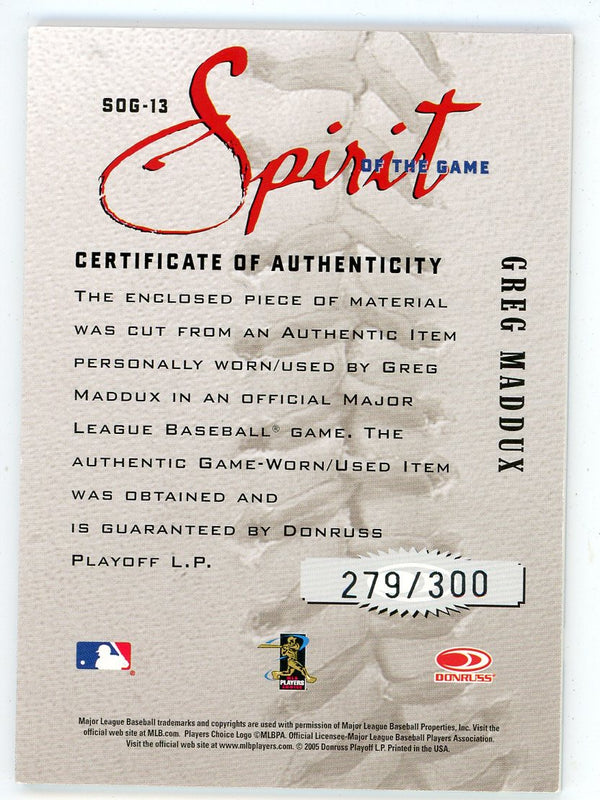 SOG-13
Spirit
OF THE GAME
CERTIFICATE OF AUTHENTICITY
THE ENCLOSED PIECE OF MATERIAL
WAS CUT FROM AN AUTHENTIC ITEM
PERSONALLY WORN/USED BY GREG
MADDUX IN AN OFFICIAL MAJOR
LEAGUE BASEBALL® GAME. THE
AUTHENTIC GAME-WORN/USED ITEM
WAS OBTAINED AND
IS GUARANTEED BY DONRUSS
PLAYOFF L.P.
GREG MADDUX
279/300
MLB
PLAYERS
CHOICE
DONRUSS
Major League Baseball trademarks and copyrights are used with permission of Major League Baseball Properties, Inc. Visit the
official web site at MLB.com. Players Choice Logo ©MLBPA. Official Licensee-Major League Baseball Players Association.
Visit the official web site at www.mlbplayers.com. © 2005 Donruss Playoff L.P. Printed in the USA.